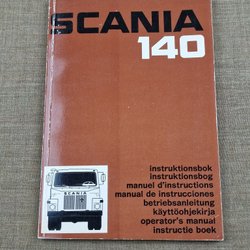 SCANIA
140
instruktionsbok
instruktionsbog
manuel d'instructions
manual de instrucciones
betriebsanleitung
käyttöohjekirja
operator's manual
instructie boek
SCANIA